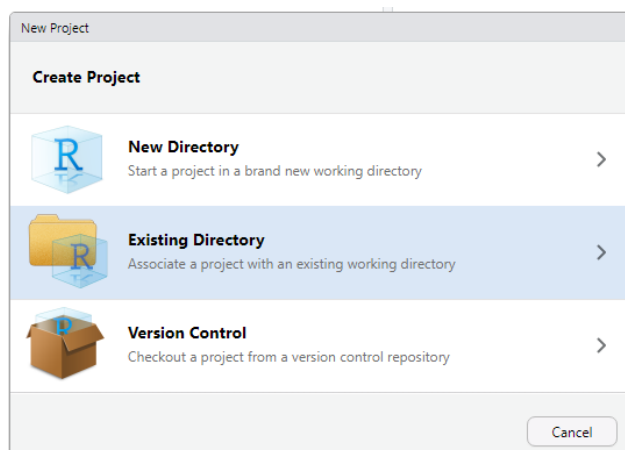 New Project
Create Project
New Directory
Start a project in a brand new working directory
Existing Directory
Associate a project with an existing working directory
Version Control
Checkout a project from a version control repository
Cancel